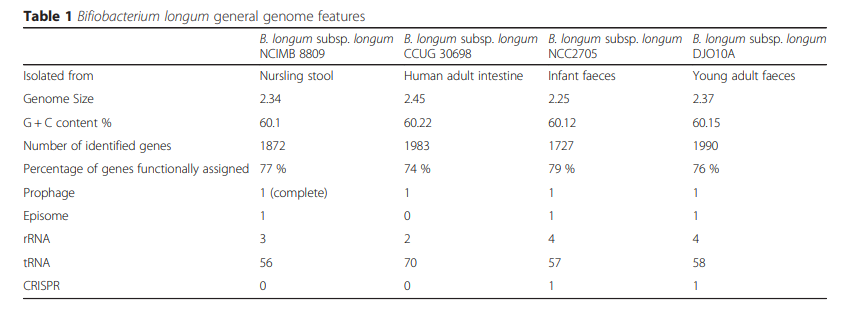 Table 1 Bifiobacterium longum general genome features
B. longum subsp. longum B. longum subsp. longum B. longum subsp. longum B. longum subsp. longum
NCIMB 8809 CCUG 30698 NCC2705 DJO10A
Isolated from Nursling stool Human adult intestine Infant faeces Young adult faeces
Genome Size 2.34 2.45 2.25 2.37
G + C content % 60.1 60.22 60.12 60.15
Number of identified genes 1872 1983 1727 1990
Percentage of genes functionally assigned 77 % 74 % 79 % 76 %
Prophage 1 (complete) 1 1 1
Episome 1 0 1 1
rRNA 3 2 4 4
tRNA 56 70 57 58
CRISPR 0 0 1 1